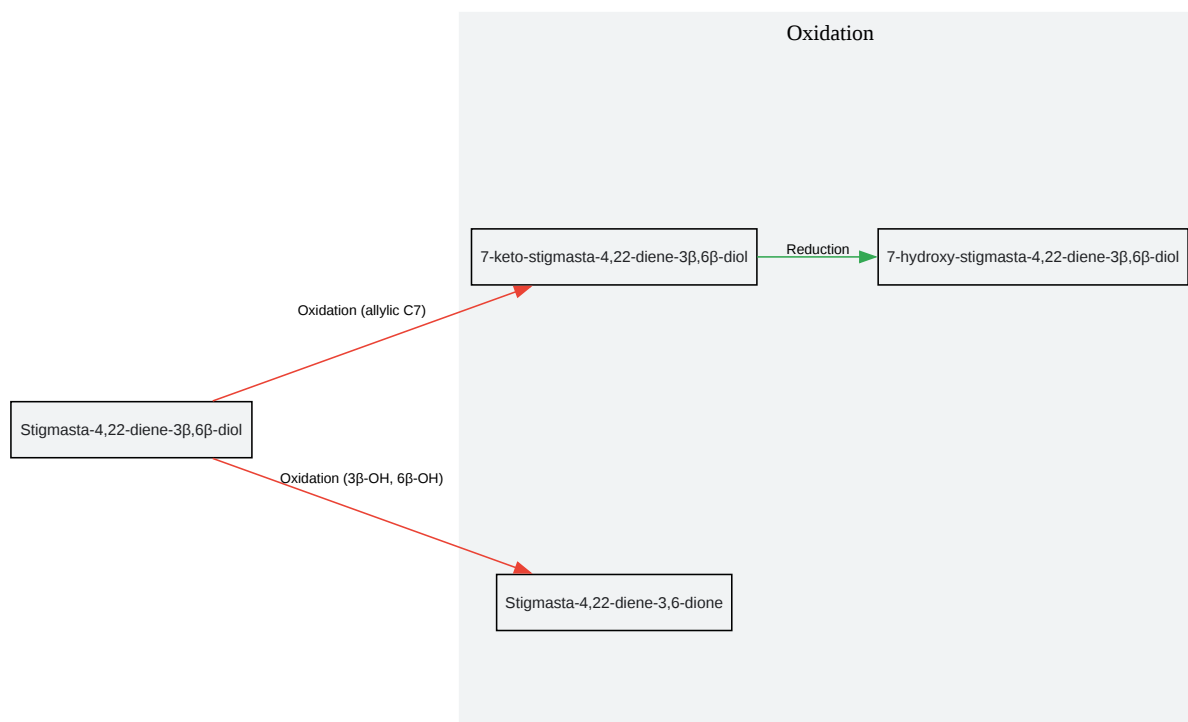 Oxidation
7-keto-stigmasta-4,22-diene-3β,6β-diol
Reduction
7-hydroxy-stigmasta-4,22-diene-3β,6β-diol
Oxidation (allylic C7)
Stigmasta-4,22-diene-3β,6β-diol
Oxidation (3β-OH, 6β-OH)
Stigmasta-4,22-diene-3,6-dione